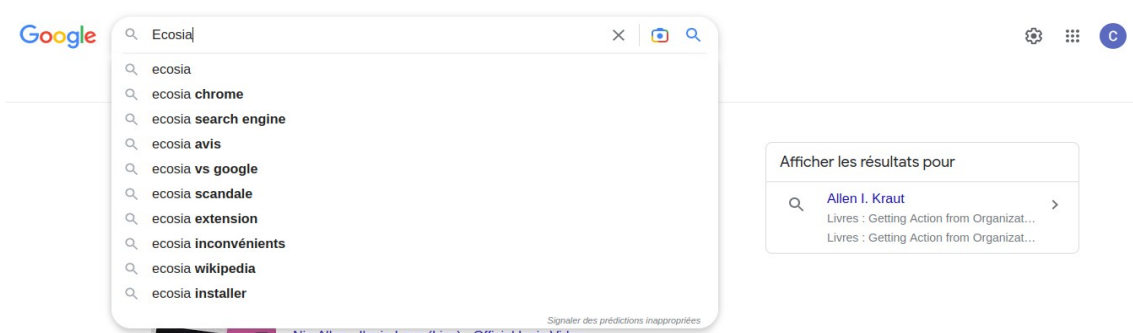 Google
Ecosia
C
ecosia
ecosia chrome
ecosia search engine
ecosia avis
ecosia vs google
ecosia scandale
ecosia extension
ecosia inconvénients
ecosia wikipedia
ecosia installer
Signaler des prédictions inappropriées
Afficher les résultats pour
Allen I. Kraut
Livres : Getting Action from Organizat...
Livres : Getting Action from Organizat...